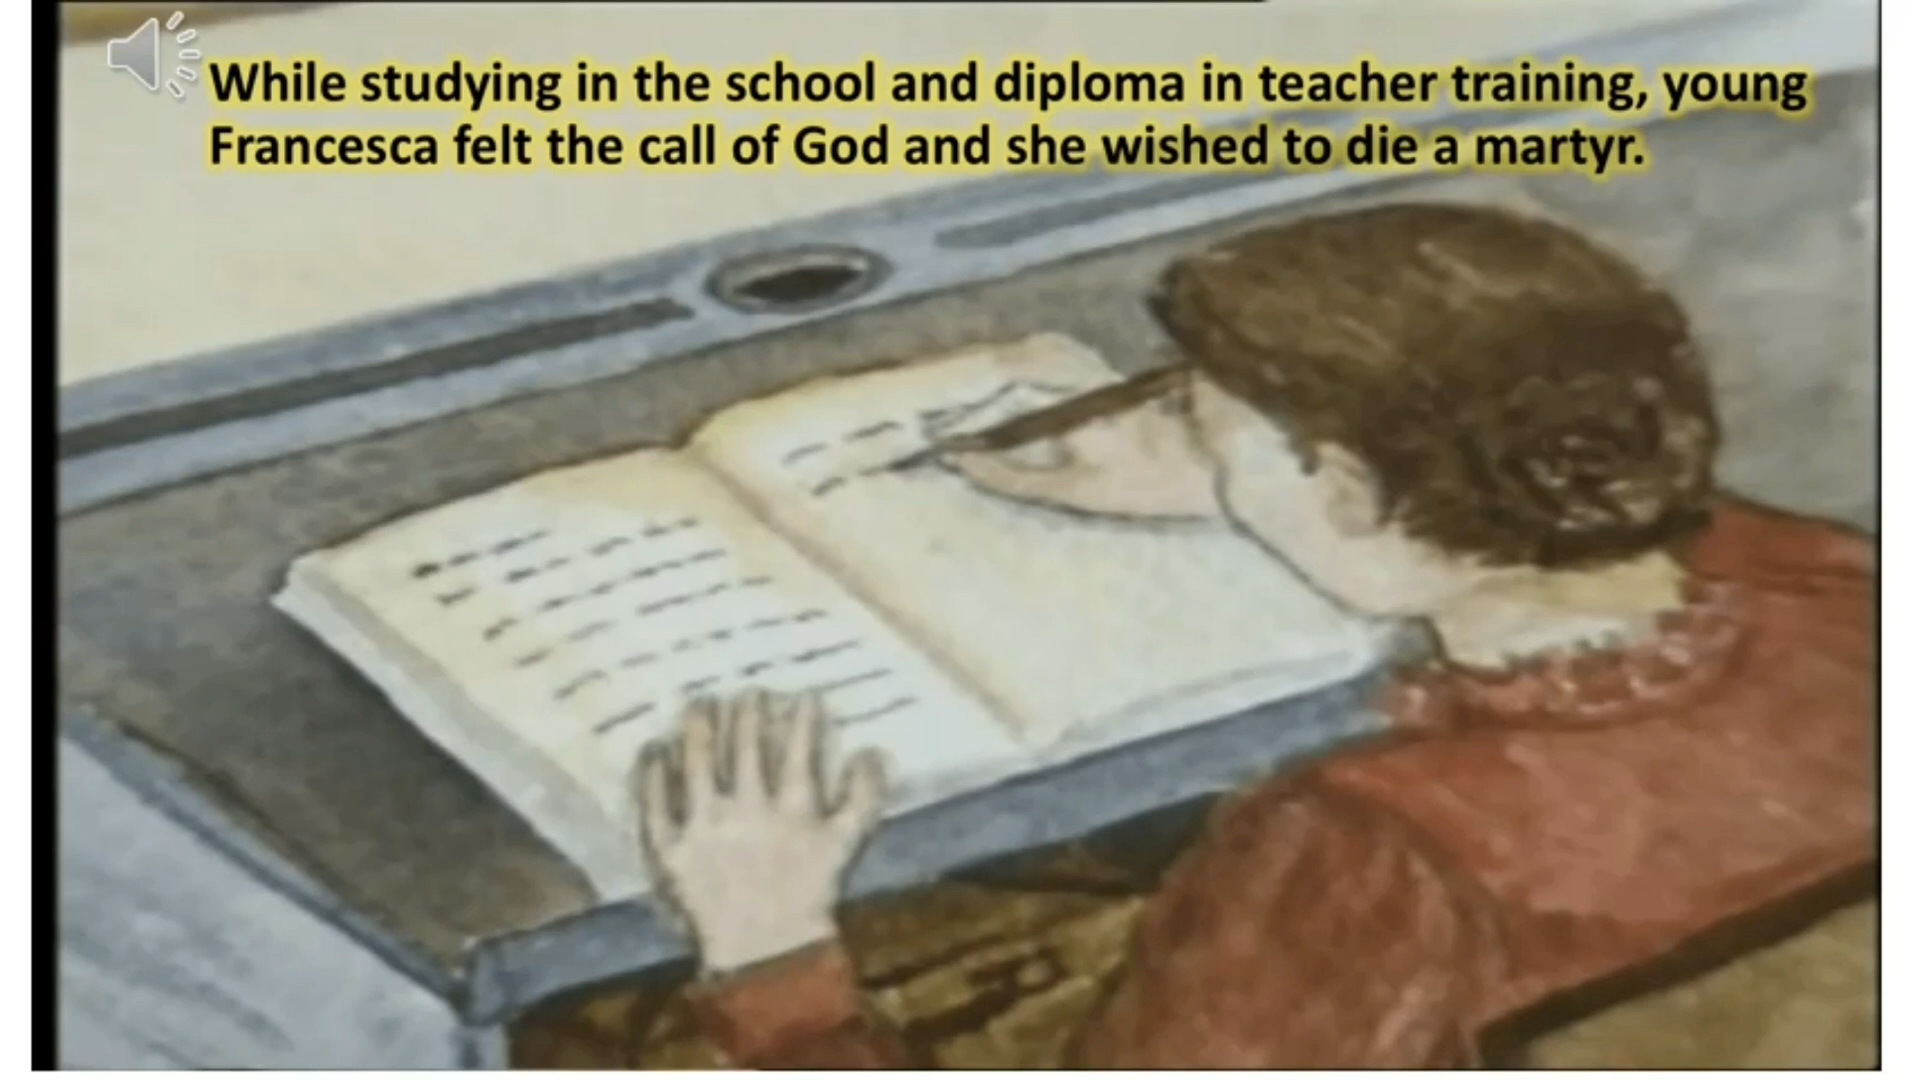 While studying in the school and diploma in teacher training, young
Francesca felt the call of God and she wished to die a martyr.